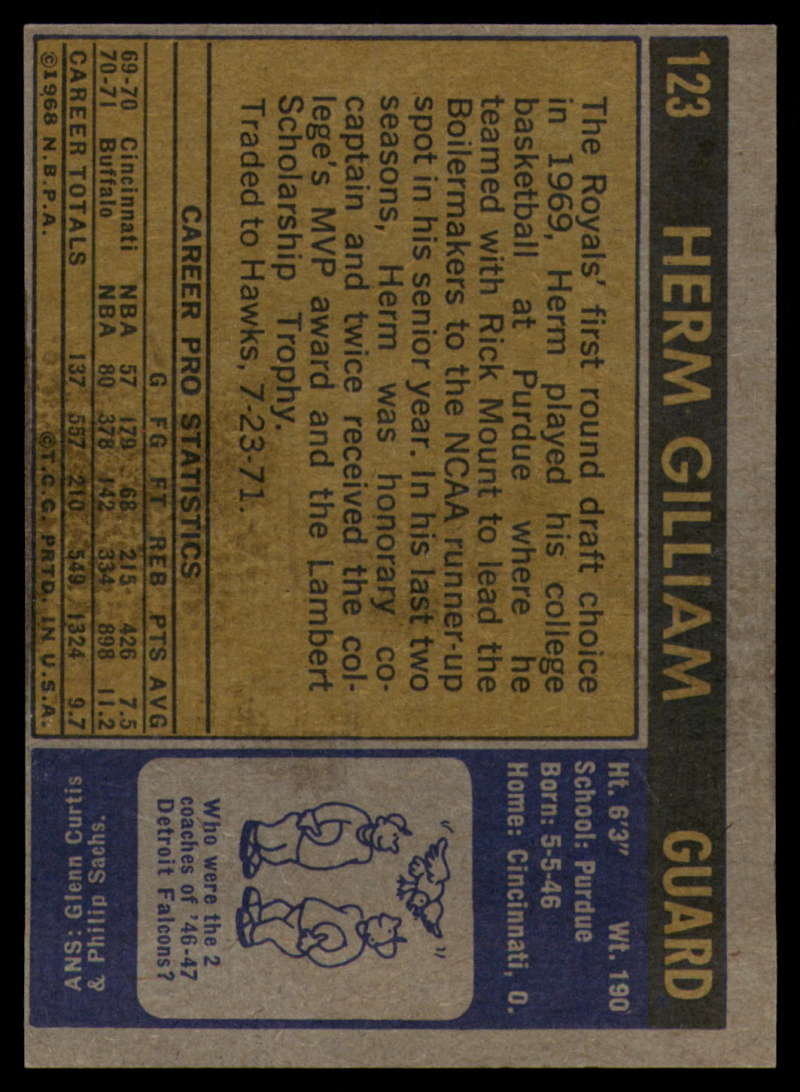 123 HERM GILLIAM GUARD
The Royals' first round draft choice
in 1969, Herm played his college
basketball at Purdue where he
teamed with Rick Mount to lead the
Boilermakers to the NCAA runner-up
spot in his senior year. In his last two
seasons, Herm was honorary co-
captain and twice received the col-
lege's MVP award and the Lambert
Scholarship Trophy.
Traded to Hawks, 7-23-71.
CAREER PRO STATISTICS
G FG FT REB PTS AVG
69-70 Cincinnati NBA 57 179 68 215 426 7.5
70-71 Buffalo NBA 80 378 142 334 898 11.2
CAREER TOTALS 137 557 210 549 1324 9.7
©1968 N.B.P.A. ©T.C.G. PRTD. IN U.S.A.
Ht. 6'3" Wt. 190
School: Purdue
Born: 5-5-46
Home: Cincinnati, O.
Who were the 2
coaches of '46-47
Detroit Falcons?
ANS: Glenn Curtis
& Philip Sachs.